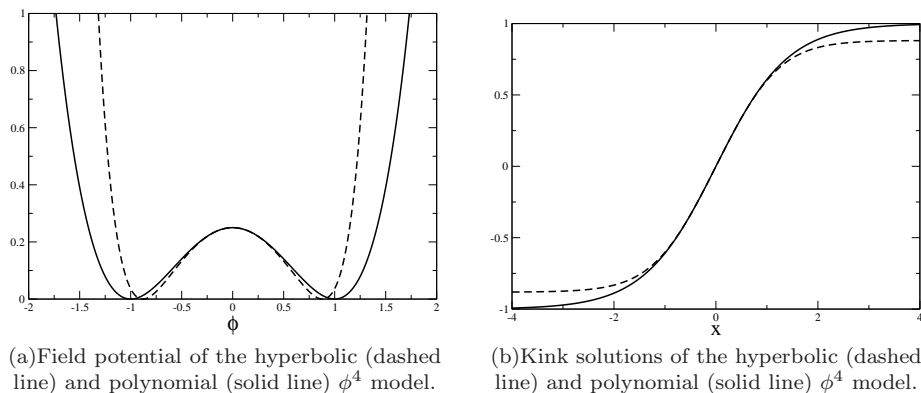 1
0.8
0.6
0.4
0.2
0
-2 -1.5 -1 -0.5 0 0.5 1 1.5 2
ϕ
(a)Field potential of the hyperbolic (dashed
line) and polynomial (solid line) ϕ⁴ model.
1
0.5
0
-0.5
-1
-4 -2 0 2 4
x
(b)Kink solutions of the hyperbolic (dashed
line) and polynomial (solid line) ϕ⁴ model.